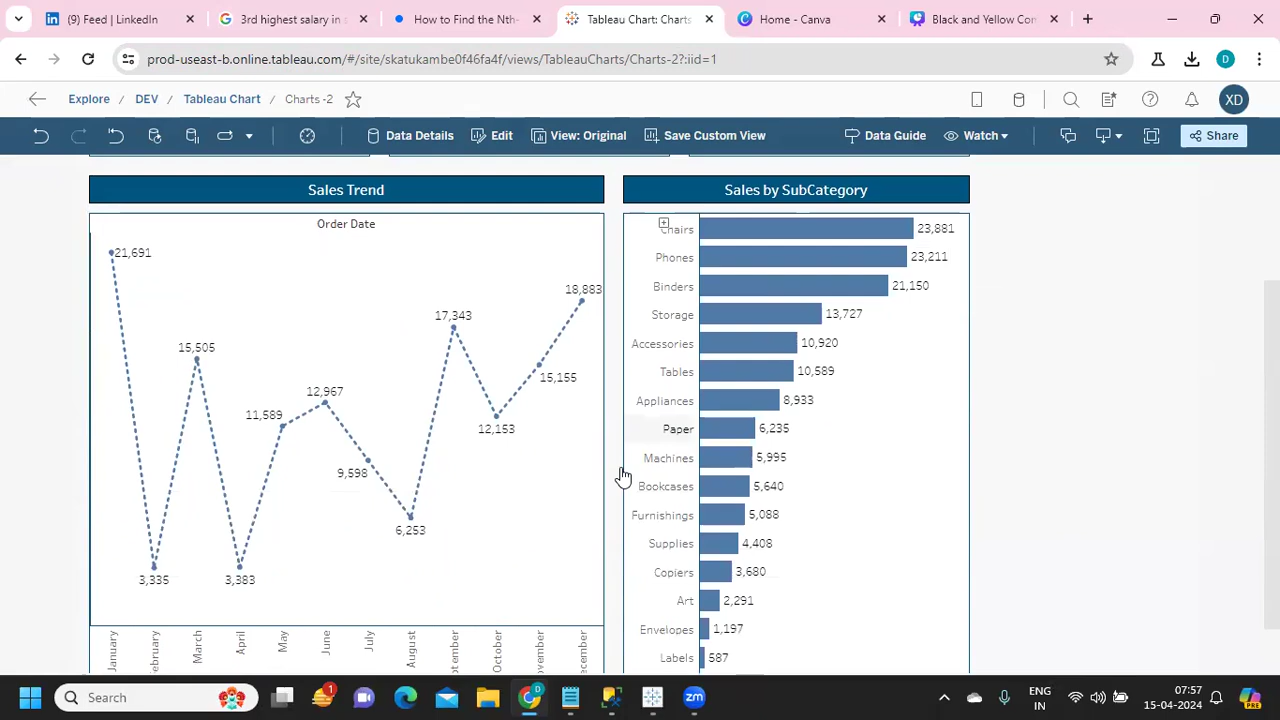 Feed | LinkedIn
3rd highest salary in s
How to Find the Nth-
Tableau Chart: Charts
Home - Canva
Black and Yellow Con
prod-useast-b.online.tableau.com/#/site/skatukambe0f46fa4f/views/TableauCharts/Charts-2?:iid=1
D
Explore
DEV
Tableau Chart
Charts -2
XD
Data Details
Edit
View: Original
Save Custom View
Data Guide
Watch
Share
Sales Trend
Order Date
21,691
3,335
15,505
3,383
11,589
12,967
9,598
6,253
17,343
12,153
15,155
18,883
January
February
March
April
May
June
July
August
eptember
October
ovember
ecember
Sales by SubCategory
Chairs 23,881
Phones 23,211
Binders 21,150
Storage 13,727
Accessories 10,920
Tables 10,589
Appliances 8,933
Paper 6,235
Machines 5,995
Bookcases 5,640
Furnishings 5,088
Supplies 4,408
Copiers 3,680
Art 2,291
Envelopes 1,197
Labels 587
Search
1
D
zm
ENG
IN
07:57
15-04-2024
PRE